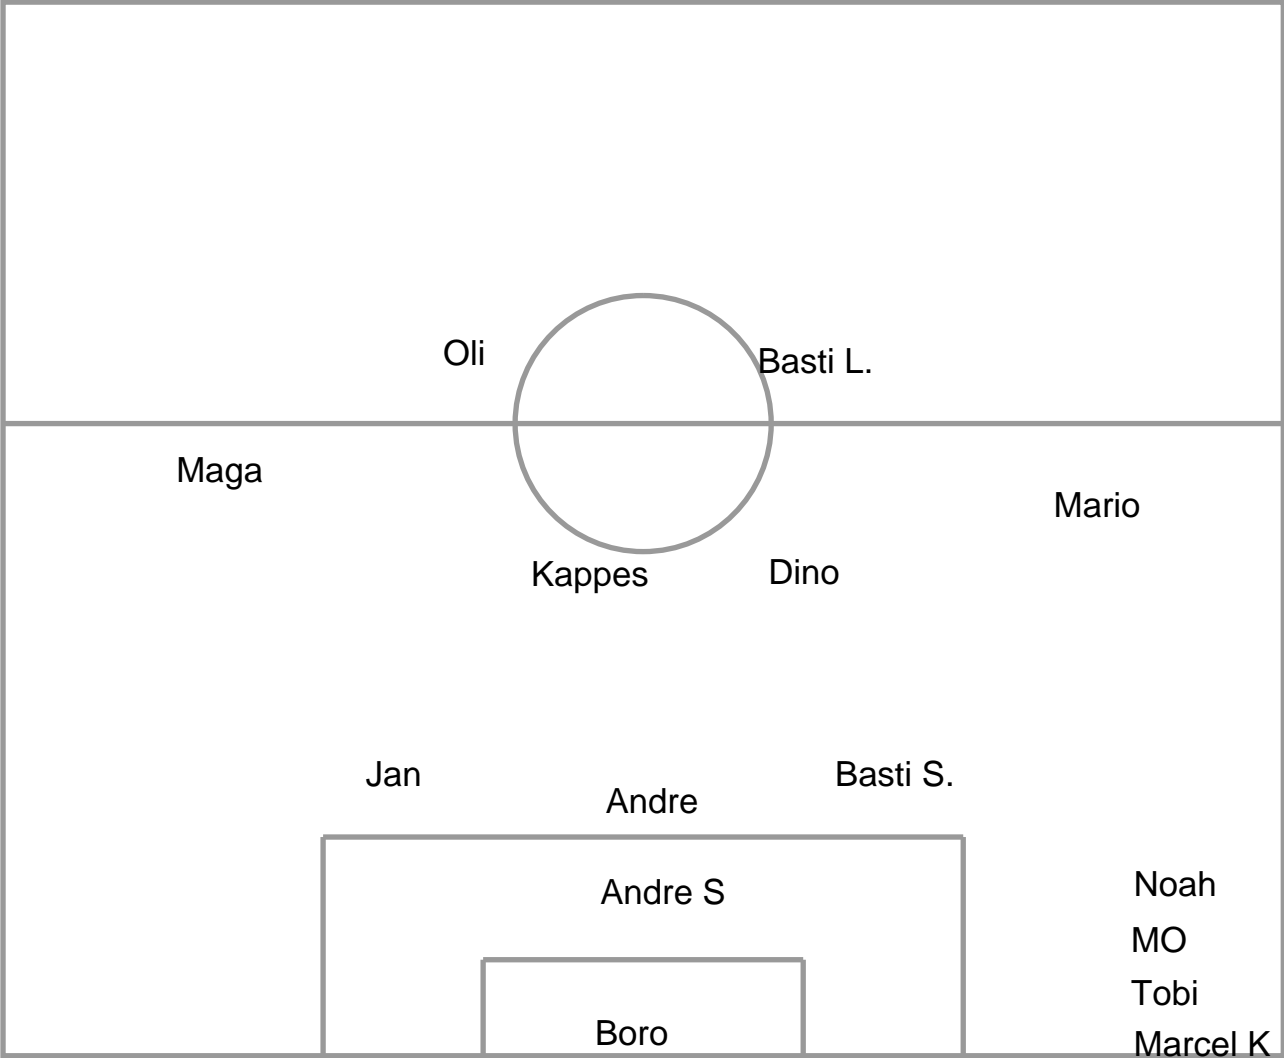 Oli
Basti L.
Maga
Mario
Kappes
Dino
Jan
Basti S.
Andre
Andre S
Noah
MO
Tobi
Boro
Marcel K